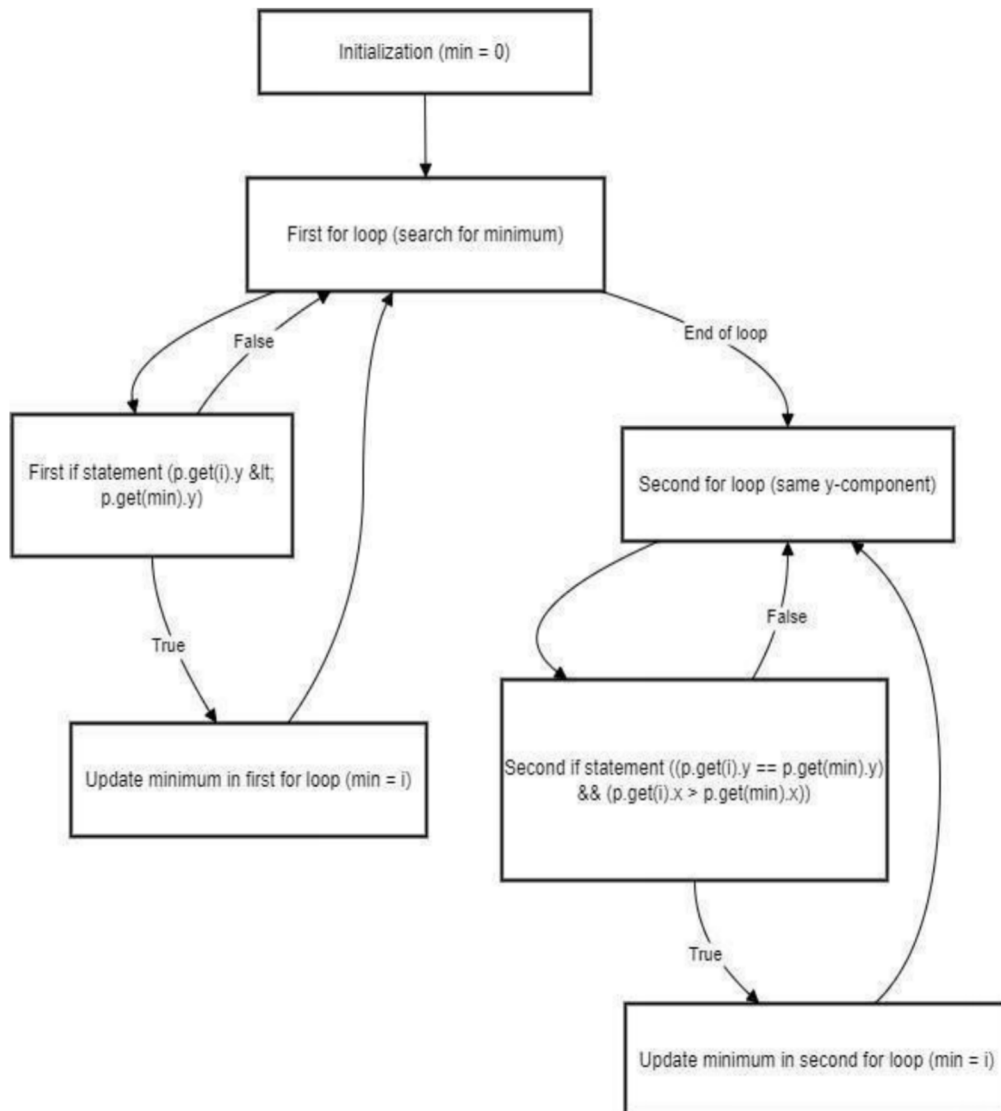 Initialization (min = 0)
First for loop (search for minimum)
False
End of loop
First if statement (p.get(i).y &lt;
p.get(min).y)
Second for loop (same y-component)
True
False
Update minimum in first for loop (min = i)
Second if statement ((p.get(i).y == p.get(min).y)
&& (p.get(i).x > p.get(min).x))
True
Update minimum in second for loop (min = i)